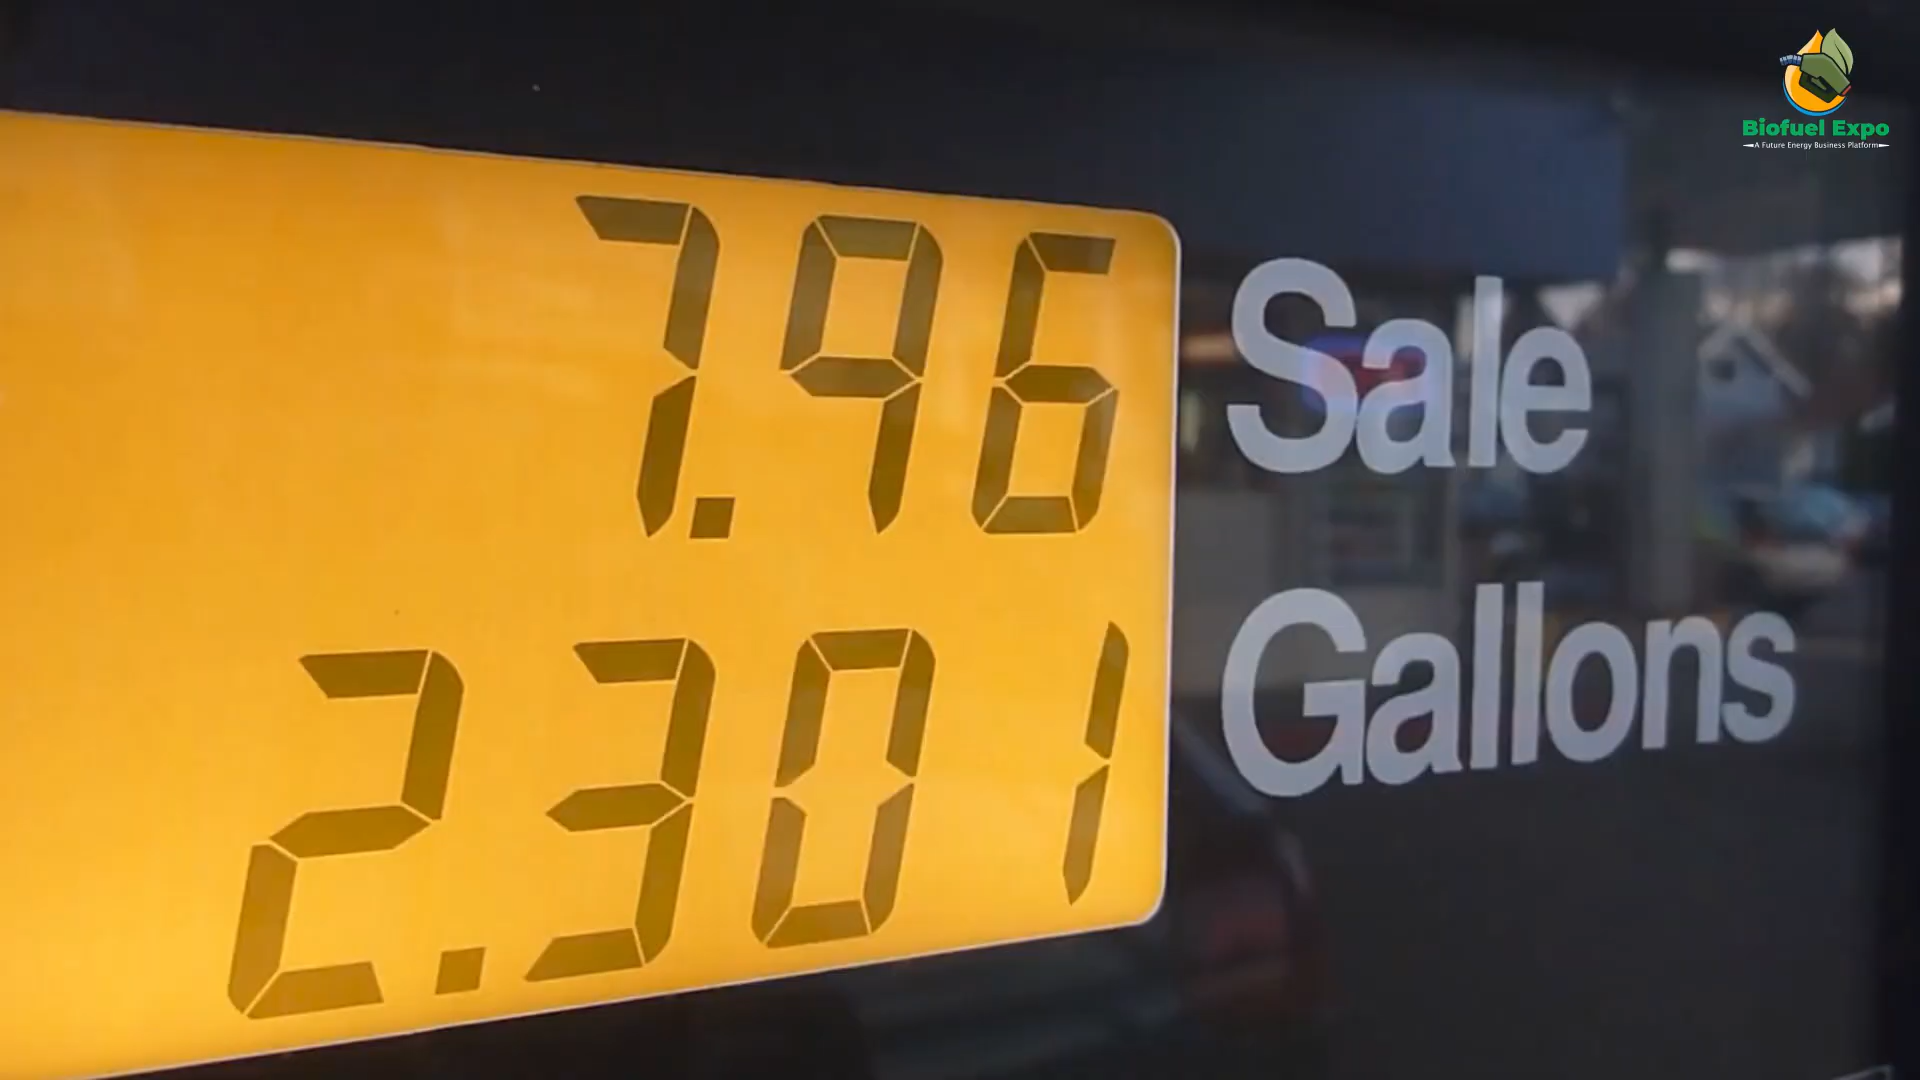 Biofuel Expo
A Future Energy Business Platform
7.96 Sale
2.301 Gallons